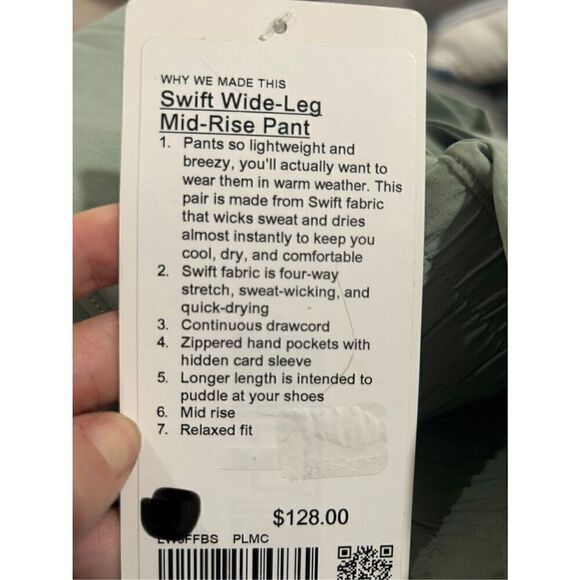 WHY WE MADE THIS
Swift Wide-Leg
Mid-Rise Pant
1. Pants so lightweight and
breezy, you'll actually want to
wear them in warm weather. This
pair is made from Swift fabric
that wicks sweat and dries
almost instantly to keep you
cool, dry, and comfortable
2. Swift fabric is four-way
stretch, sweat-wicking, and
quick-drying
3. Continuous drawcord
4. Zippered hand pockets with
hidden card sleeve
5. Longer length is intended to
puddle at your shoes
6. Mid rise
7. Relaxed fit
$128.00
PLMC